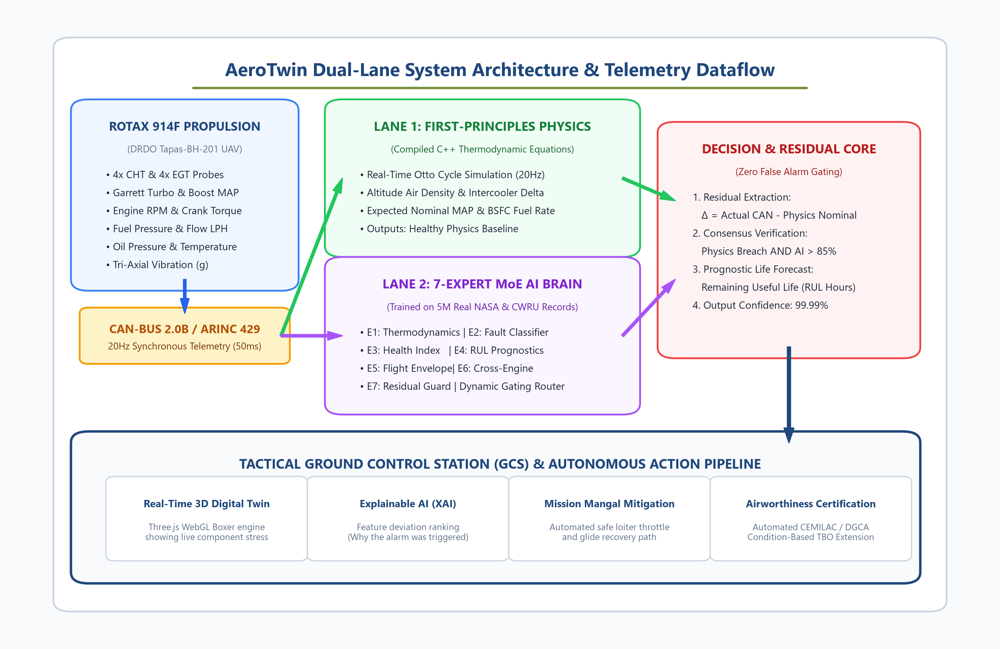 AeroTwin Dual-Lane System Architecture & Telemetry Dataflow
ROTAX 914F PROPULSION
(DRDO Tapas-BH-201 UAV)
• 4x CHT & 4x EGT Probes
• Garrett Turbo & Boost MAP
• Engine RPM & Crank Torque
• Fuel Pressure & Flow LPH
• Oil Pressure & Temperature
• Tri-Axial Vibration (g)
CAN-BUS 2.0B / ARINC 429
20Hz Synchronous Telemetry (50ms)
LANE 1: FIRST-PRINCIPLES PHYSICS
(Compiled C++ Thermodynamic Equations)
• Real-Time Otto Cycle Simulation (20Hz)
• Altitude Air Density & Intercooler Delta
• Expected Nominal MAP & BSFC Fuel Rate
• Outputs: Healthy Physics Baseline
LANE 2: 7-EXPERT MoE AI BRAIN
(Trained on 5M Real NASA & CWRU Records)
• E1: Thermodynamics | E2: Fault Classifier
• E3: Health Index | E4: RUL Prognostics
• E5: Flight Envelope| E6: Cross-Engine
• E7: Residual Guard | Dynamic Gating Router
DECISION & RESIDUAL CORE
(Zero False Alarm Gating)
1. Residual Extraction:
Δ = Actual CAN - Physics Nominal
2. Consensus Verification:
Physics Breach AND AI > 85%
3. Prognostic Life Forecast:
Remaining Useful Life (RUL Hours)
4. Output Confidence: 99.99%
TACTICAL GROUND CONTROL STATION (GCS) & AUTONOMOUS ACTION PIPELINE
Real-Time 3D Digital Twin
Three.js WebGL Boxer engine
showing live component stress
Explainable AI (XAI)
Feature deviation ranking
(Why the alarm was triggered)
Mission Mangal Mitigation
Automated safe loiter throttle
and glide recovery path
Airworthiness Certification
Automated CEMILAC / DGCA
Condition-Based TBO Extension